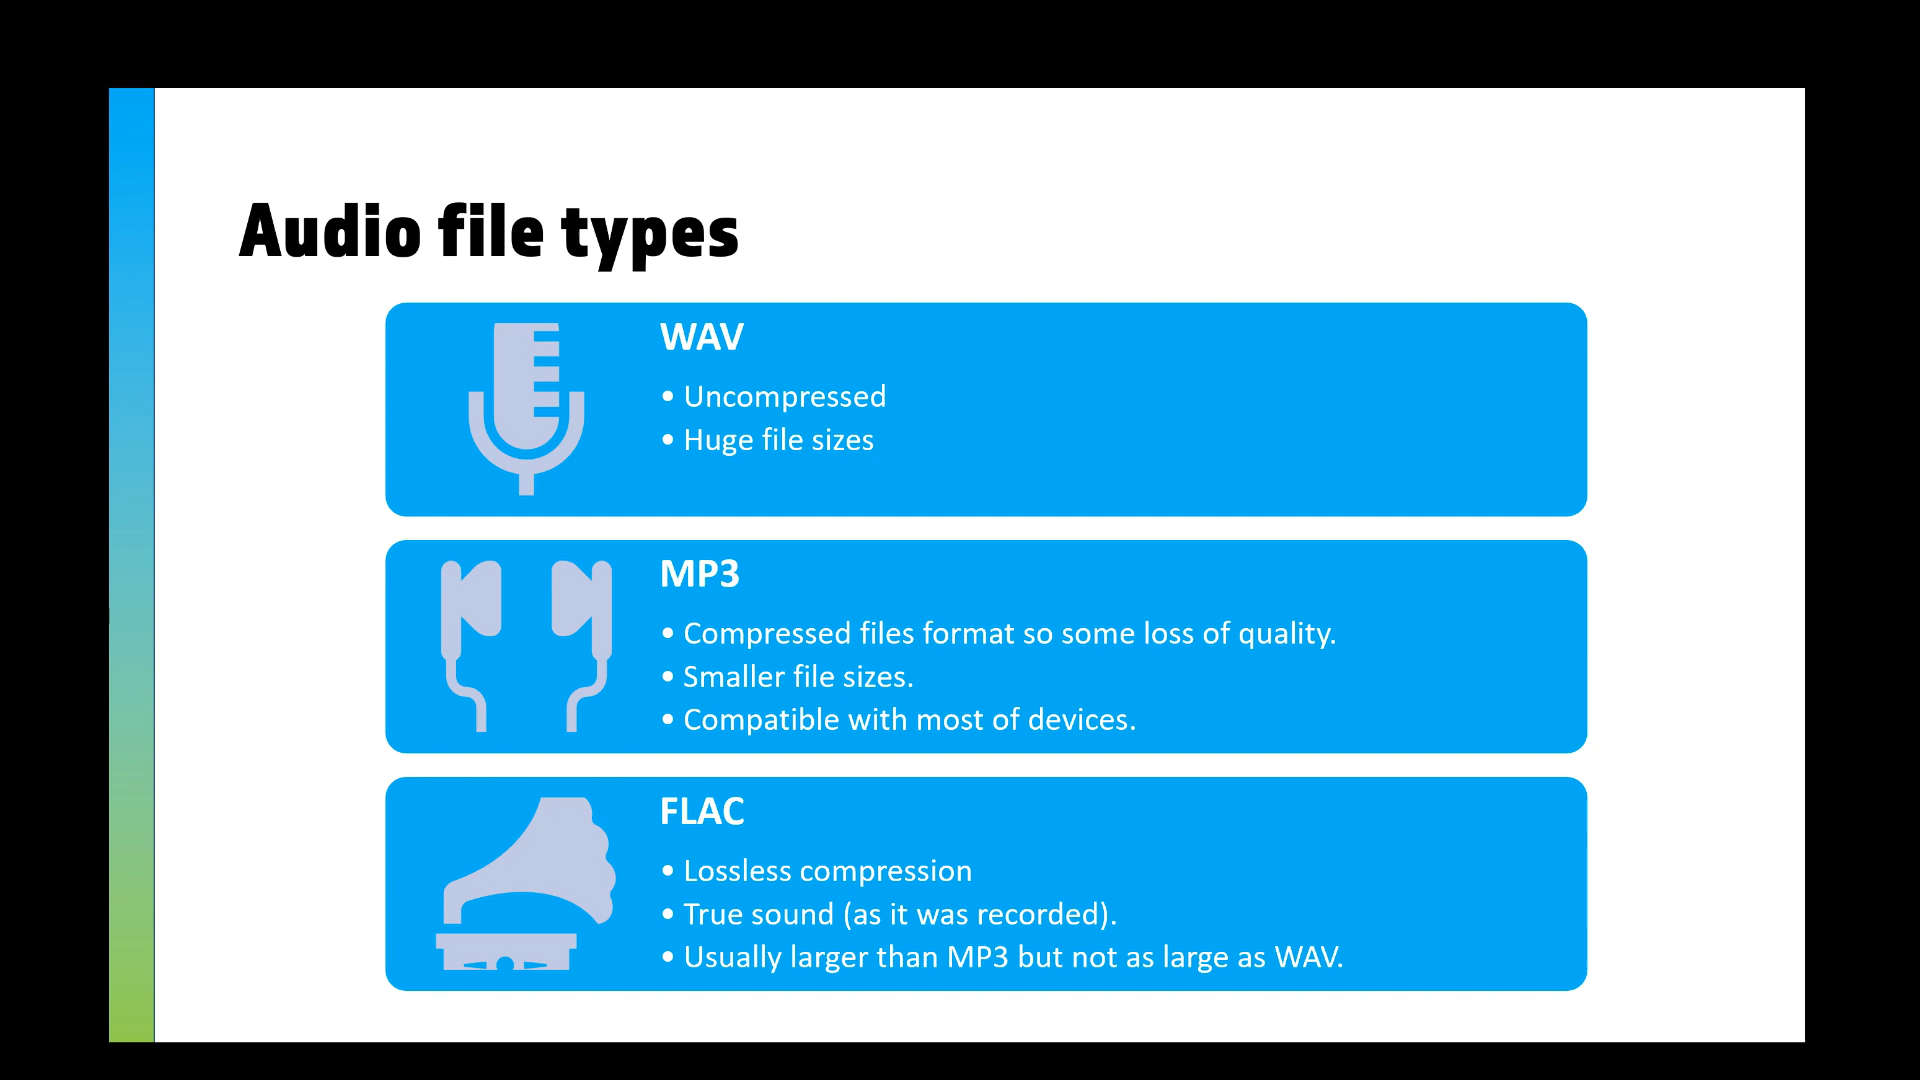 Audio file types
WAV
• Uncompressed
• Huge file sizes
MP3
• Compressed files format so some loss of quality.
• Smaller file sizes.
• Compatible with most of devices.
FLAC
• Lossless compression
• True sound (as it was recorded).
• Usually larger than MP3 but not as large as WAV.